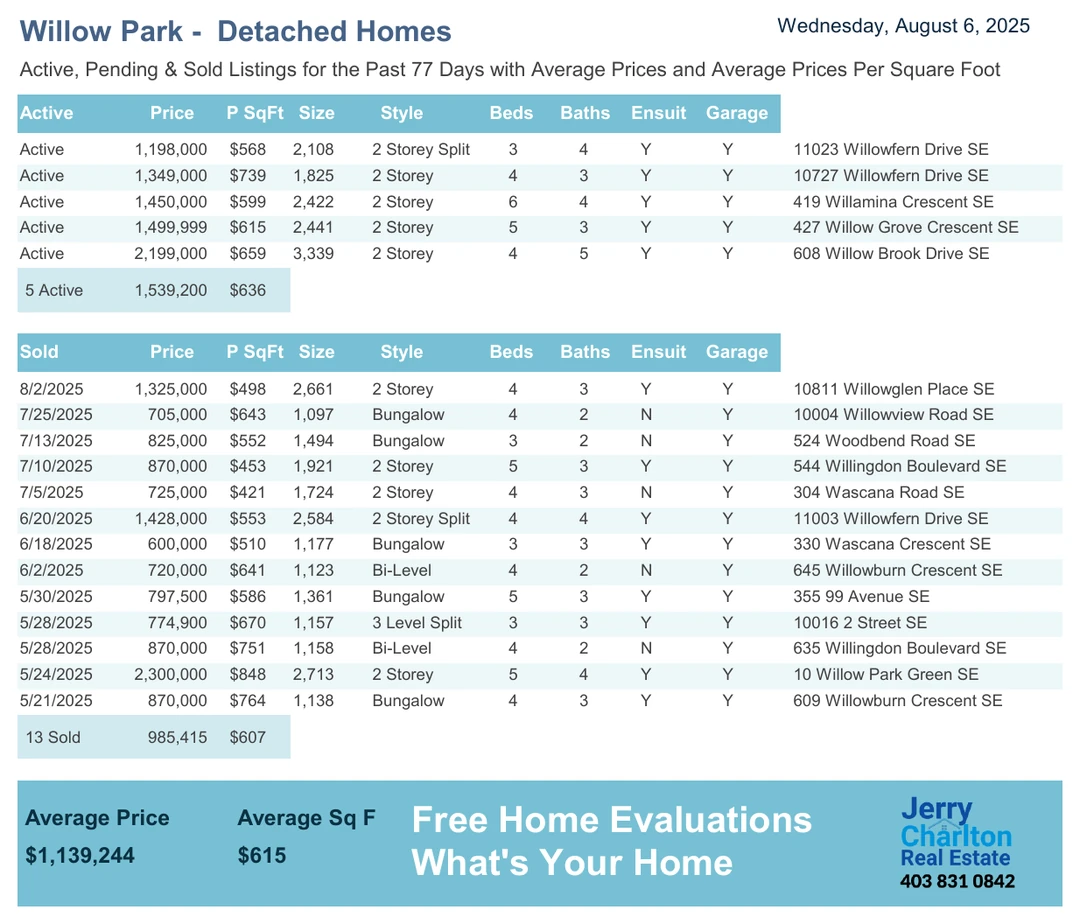 Willow Park - Detached Homes Wednesday, August 6, 2025
Active, Pending & Sold Listings for the Past 77 Days with Average Prices and Average Prices Per Square Foot
Active Price P SqFt Size Style Beds Baths Ensuit Garage
Active 1,198,000 $568 2,108 2 Storey Split 3 4 Y Y 11023 Willowfern Drive SE
Active 1,349,000 $739 1,825 2 Storey 4 3 Y Y 10727 Willowfern Drive SE
Active 1,450,000 $599 2,422 2 Storey 6 4 Y Y 419 Willamina Crescent SE
Active 1,499,999 $615 2,441 2 Storey 5 3 Y Y 427 Willow Grove Crescent SE
Active 2,199,000 $659 3,339 2 Storey 4 5 Y Y 608 Willow Brook Drive SE
5 Active 1,539,200 $636
Sold Price P SqFt Size Style Beds Baths Ensuit Garage
8/2/2025 1,325,000 $498 2,661 2 Storey 4 3 Y Y 10811 Willowglen Place SE
7/25/2025 705,000 $643 1,097 Bungalow 4 2 N Y 10004 Willowview Road SE
7/13/2025 825,000 $552 1,494 Bungalow 3 2 N Y 524 Woodbend Road SE
7/10/2025 870,000 $453 1,921 2 Storey 5 3 Y Y 544 Willingdon Boulevard SE
7/5/2025 725,000 $421 1,724 2 Storey 4 3 N Y 304 Wascana Road SE
6/20/2025 1,428,000 $553 2,584 2 Storey Split 4 4 Y Y 11003 Willowfern Drive SE
6/18/2025 600,000 $510 1,177 Bungalow 3 3 Y Y 330 Wascana Crescent SE
6/2/2025 720,000 $641 1,123 Bi-Level 4 2 N Y 645 Willowburn Crescent SE
5/30/2025 797,500 $586 1,361 Bungalow 5 3 Y Y 355 99 Avenue SE
5/28/2025 774,900 $670 1,157 3 Level Split 3 3 Y Y 10016 2 Street SE
5/28/2025 870,000 $751 1,158 Bi-Level 4 2 N Y 635 Willingdon Boulevard SE
5/24/2025 2,300,000 $848 2,713 2 Storey 5 4 Y Y 10 Willow Park Green SE
5/21/2025 870,000 $764 1,138 Bungalow 4 3 Y Y 609 Willowburn Crescent SE
13 Sold 985,415 $607
Average Price Average Sq F
$1,139,244 $615
Free Home Evaluations
What's Your Home
Jerry
Charlton
Real Estate
403 831 0842